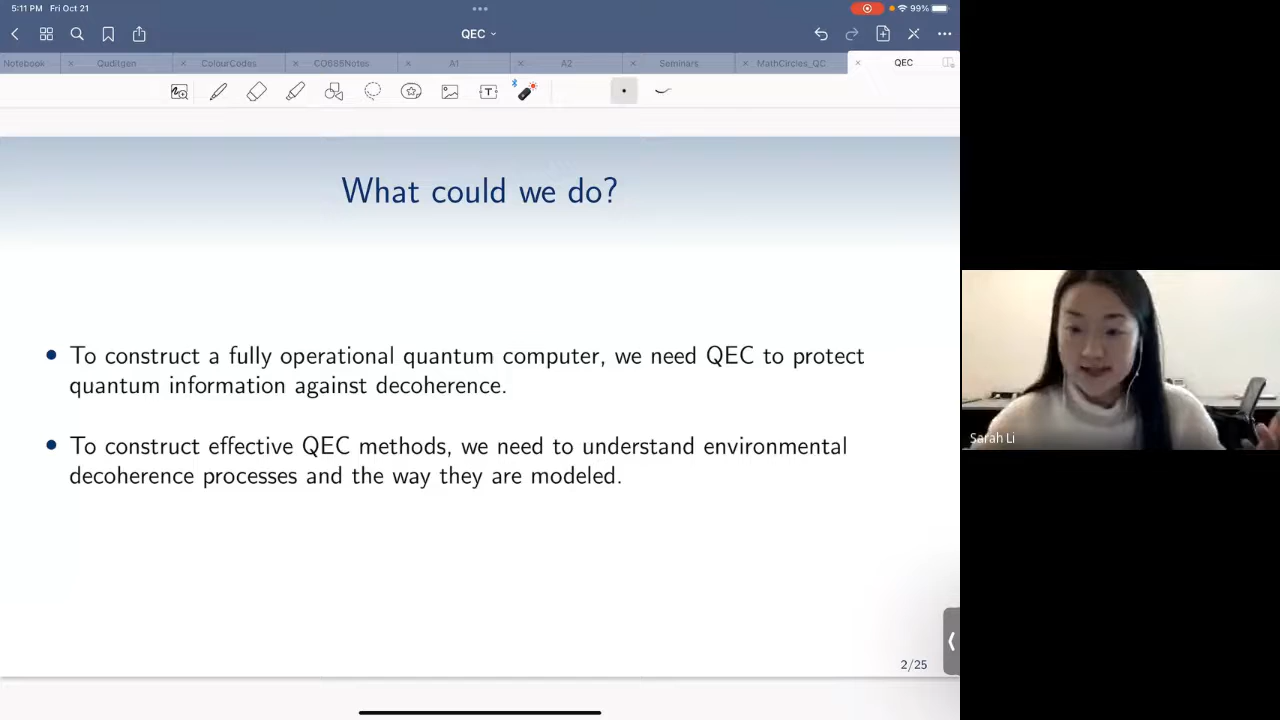 5:11 PM Fri Oct 21
99%
QEC
Notebook
Quditgen
ColourCodes
CO685Notes
A1
A2
Seminars
MathCircles_QC
QEC
T
What could we do?
• To construct a fully operational quantum computer, we need QEC to protect
quantum information against decoherence.
• To construct effective QEC methods, we need to understand environmental
decoherence processes and the way they are modeled.
Sarah Li
2/25